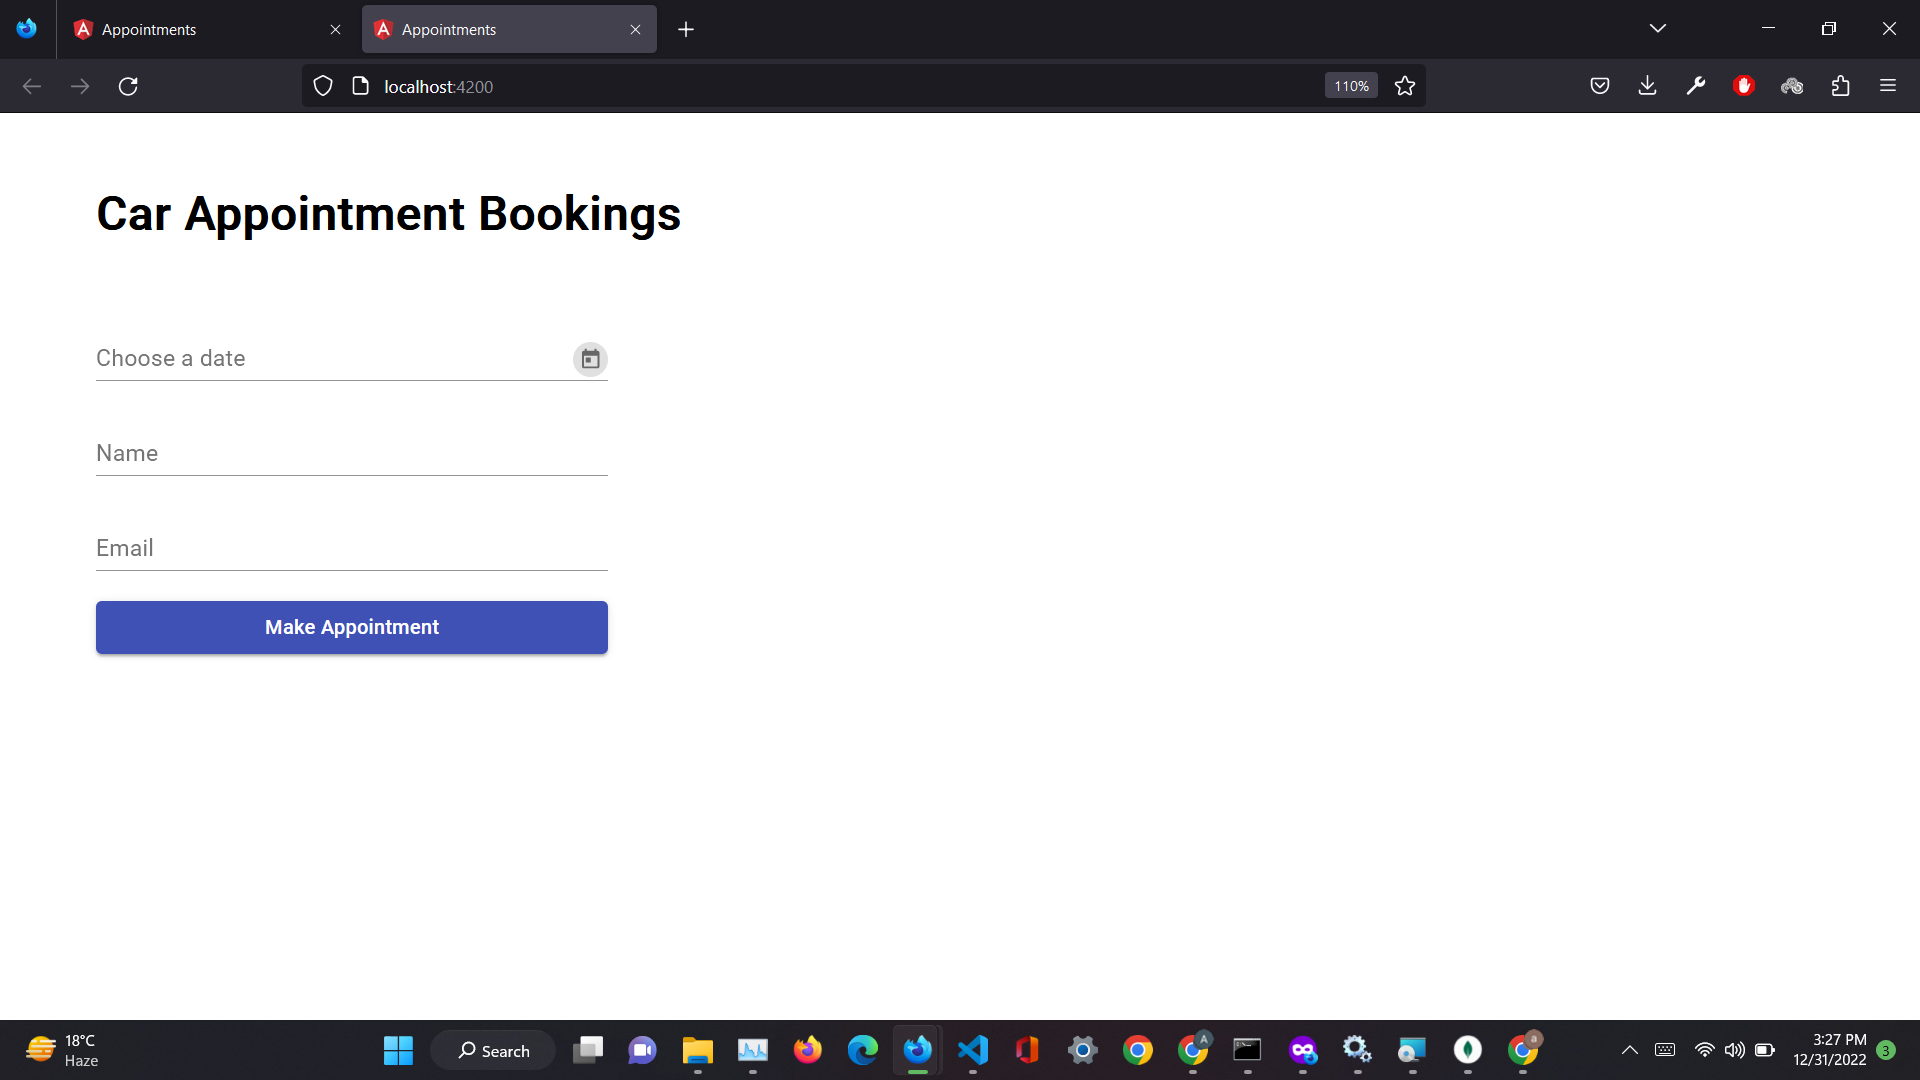 Appointments
Appointments
localhost:4200
110%
Car Appointment Bookings
Choose a date
Name
Email
Make Appointment
18°C
Haze
Search
A
a
3:27 PM
12/31/2022
3